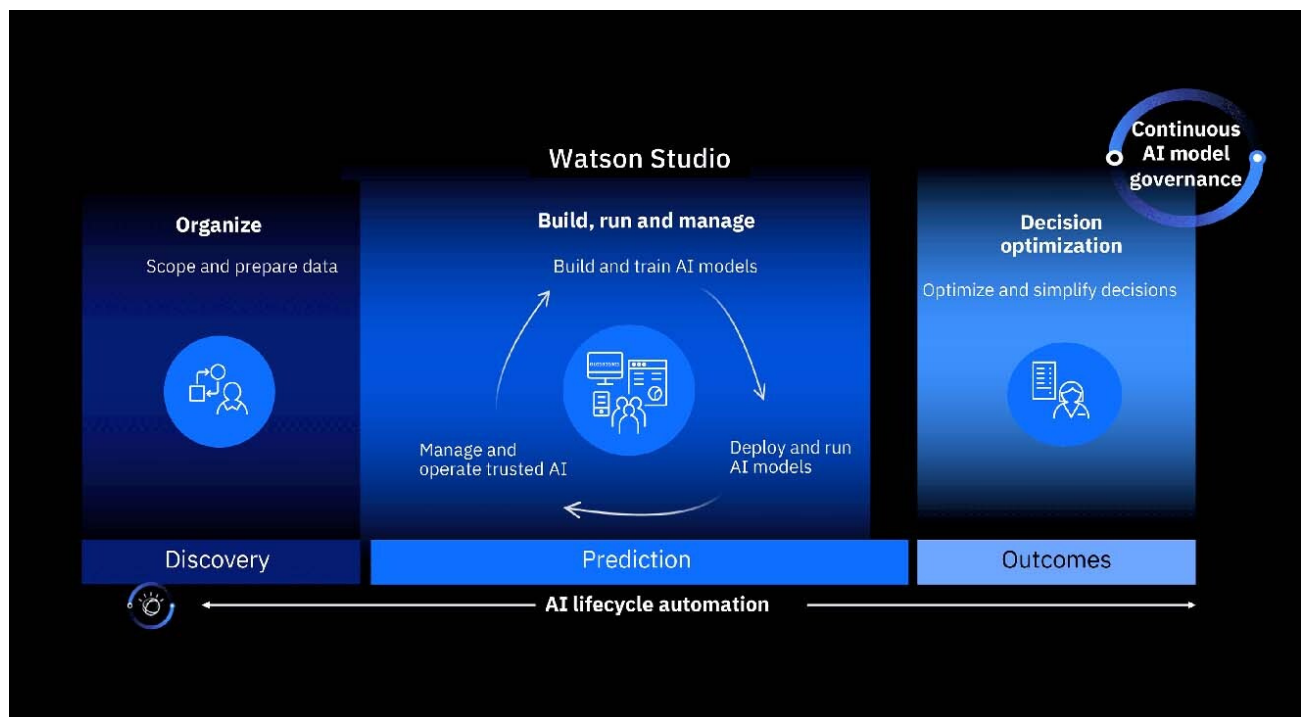 Watson Studio
Continuous
AI model
governance
Organize
Scope and prepare data
Build, run and manage
Build and train AI models
Manage and
operate trusted AI
Deploy and run
AI models
Decision
optimization
Optimize and simplify decisions
Discovery
Prediction
Outcomes
AI lifecycle automation